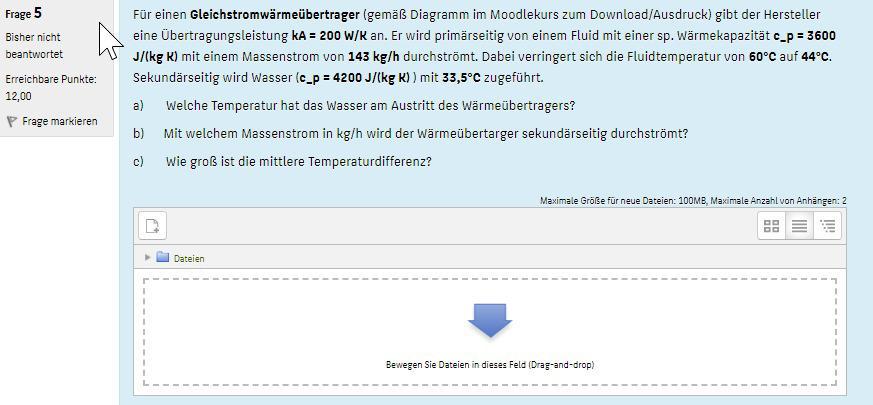 Frage 5
Bisher nicht
beantwortet
Erreichbare Punkte:
12,00
Frage markieren
Für einen Gleichstromwärmeübertrager (gemäß Diagramm im Moodlekurs zum Download/Ausdruck) gibt der Hersteller
eine Übertragungsleistung kA = 200 W/K an. Er wird primärseitig von einem Fluid mit einer sp. Wärmekapazität c_p = 3600
J/(kg K) mit einem Massenstrom von 143 kg/h durchströmt. Dabei verringert sich die Fluidtemperatur von 60°C auf 44°C.
Sekundärseitig wird Wasser (c_p = 4200 J/(kg K) ) mit 33,5°C zugeführt.
a) Welche Temperatur hat das Wasser am Austritt des Wärmeübertragers?
b) Mit welchem Massenstrom in kg/h wird der Wärmeübertarger sekundärseitig durchströmt?
c) Wie groß ist die mittlere Temperaturdifferenz?
Maximale Größe für neue Dateien: 100MB, Maximale Anzahl von Anhängen: 2
Dateien
Bewegen Sie Dateien in dieses Feld (Drag-and-drop)